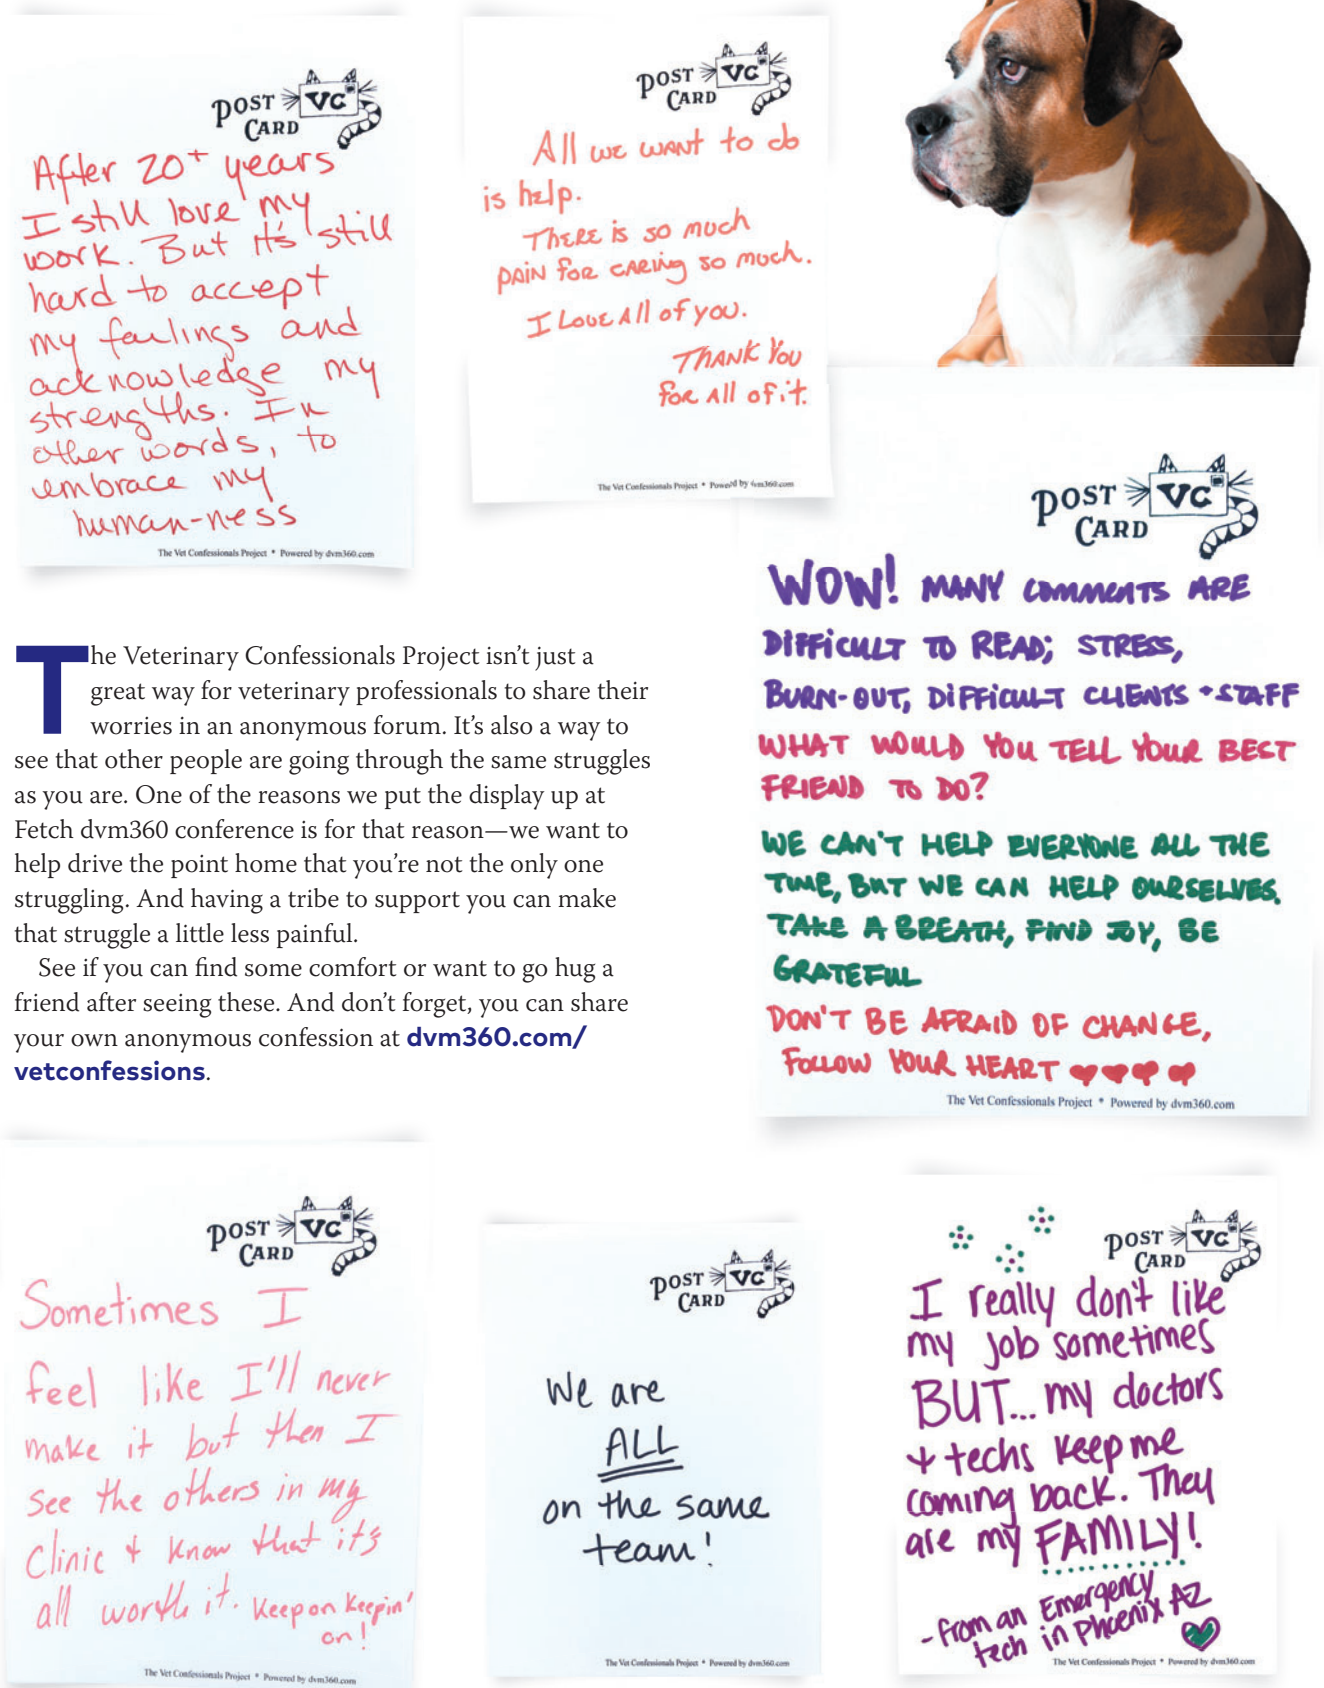 POST CARD VC
After 20+ years
I still love my
work. But it's still
hard to accept
my failings and
acknowledge my
strengths. In
other words, to
embrace my
human-ness
The Vet Confessionals Project * Powered by dvm360.com
POST CARD VC
All we want to do
is help.
There is so much
pain for caring so much.
I love all of you.
Thank you
for all of it.
The Vet Confessionals Project * Powered by dvm360.com
POST CARD VC
WOW! MANY COMMENTS ARE
DIFFICULT TO READ; STRESS,
BURN-OUT, DIFFICULT CLIENTS + STAFF
WHAT WOULD YOU TELL YOUR BEST
FRIEND TO DO?
WE CAN'T HELP EVERYONE ALL THE
TIME, BUT WE CAN HELP OURSELVES.
TAKE A BREATH, FIND JOY, BE
GRATEFUL
DON'T BE AFRAID OF CHANGE,
FOLLOW YOUR HEART
The Vet Confessionals Project * Powered by dvm360.com
The Veterinary Confessionals Project isn't just a
great way for veterinary professionals to share their
worries in an anonymous forum. It's also a way to
see that other people are going through the same struggles
as you are. One of the reasons we put the display up at
Fetch dvm360 conference is for that reason—we want to
help drive the point home that you're not the only one
struggling. And having a tribe to support you can make
that struggle a little less painful.
See if you can find some comfort or want to go hug a
friend after seeing these. And don't forget, you can share
your own anonymous confession at dvm360.com/
vetconfessions.
POST CARD VC
Sometimes I
feel like I'll never
make it but then I
see the others in my
clinic + know that it's
all worth it. Keep on keepin'
on!
The Vet Confessionals Project * Powered by dvm360.com
POST CARD VC
We are
ALL
on the same
team!
The Vet Confessionals Project * Powered by dvm360.com
POST CARD VC
I really don't like
my job sometimes
BUT... my doctors
+ techs keep me
coming back. They
are my FAMILY!
- from an Emergency
tech in Phoenix AZ
The Vet Confessionals Project * Powered by dvm360.com